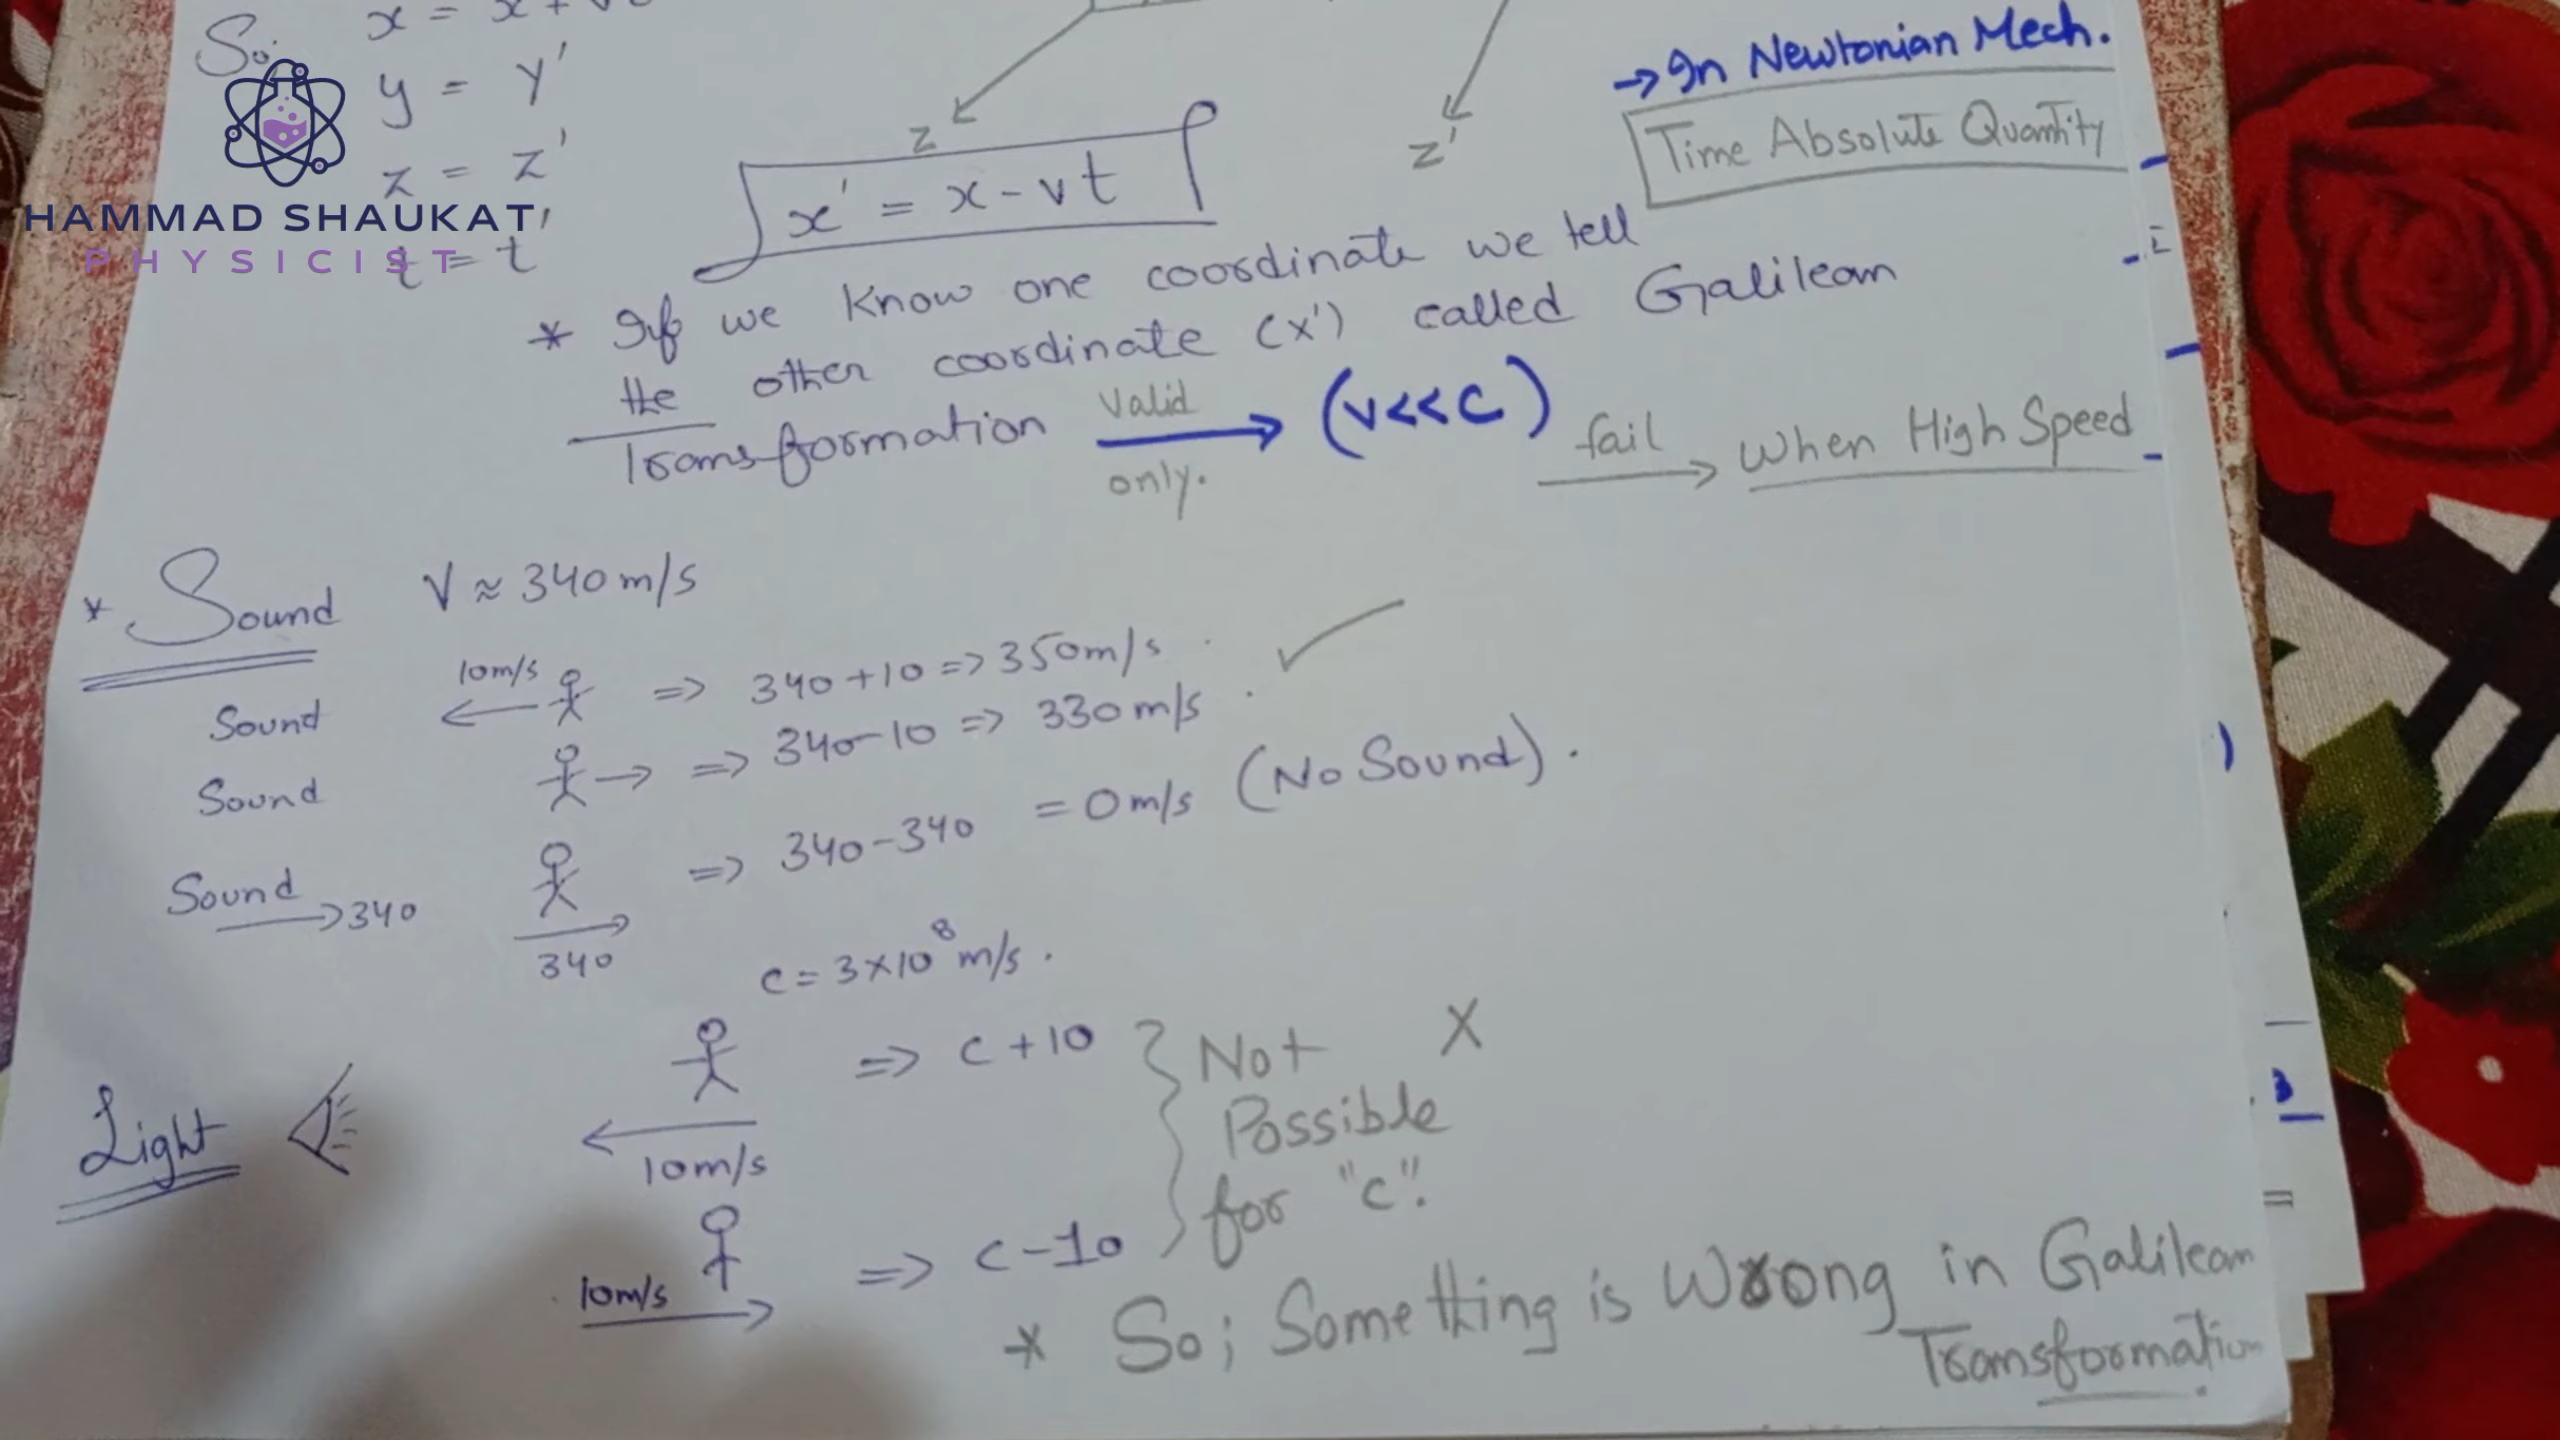 So;
x = x' + v
y = y'
z = z'
t = t'
HAMMAD SHAUKAT
PHYSICIST
z
z'
x' = x - vt
→ In Newtonian Mech.
Time Absolute Quantity
* If we Know one coordinate we tell
the other coordinate (x') called Galilean
Transformation valid only. → (v<<c) fail → When High Speed
* Sound V ≈ 340 m/s
Sound 10m/s ← => 340+10 => 350m/s. ✓
Sound → => 340-10 => 330 m/s.
Sound → 340 340 => 340-340 = 0 m/s (No Sound).
c = 3×10⁸ m/s.
Light
← 10m/s => c + 10
10m/s → => c - 10
} Not Possible for "c". X
* So; Something is Wrong in Galilean
Transformation